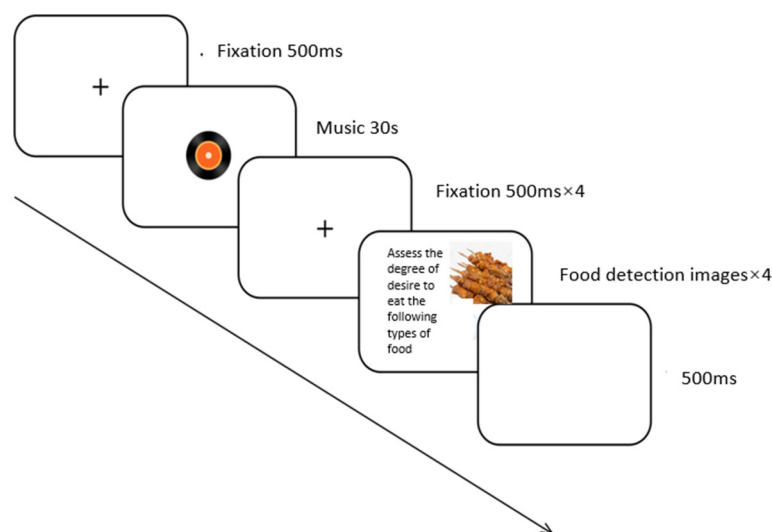 Fixation 500ms
Music 30s
Fixation 500ms×4
Assess the
degree of
desire to
eat the
following
types of
food
Food detection images×4
500ms